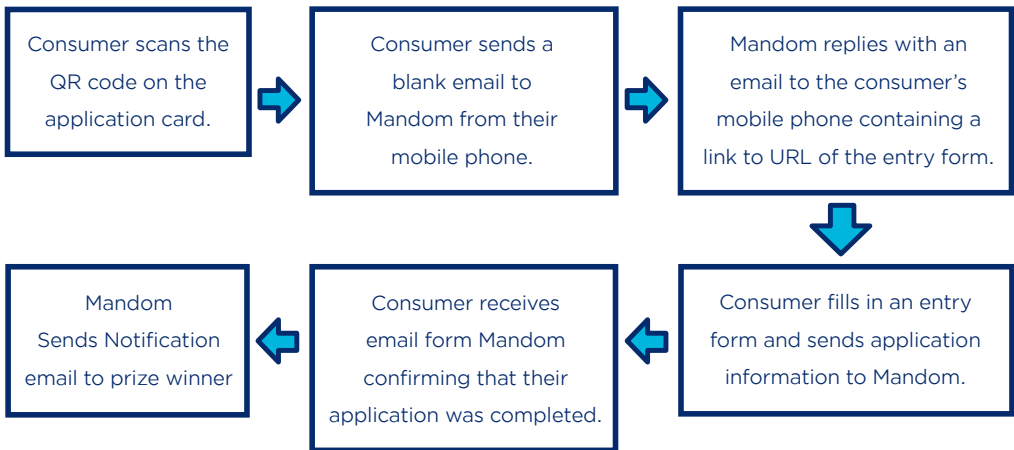 Consumer scans the
QR code on the
application card.
Consumer sends a
blank email to
Mandom from their
mobile phone.
Mandom replies with an
email to the consumer’s
mobile phone containing a
link to URL of the entry form.
Consumer fills in an entry
form and sends application
information to Mandom.
Consumer receives
email form Mandom
confirming that their
application was completed.
Mandom
Sends Notification
email to prize winner